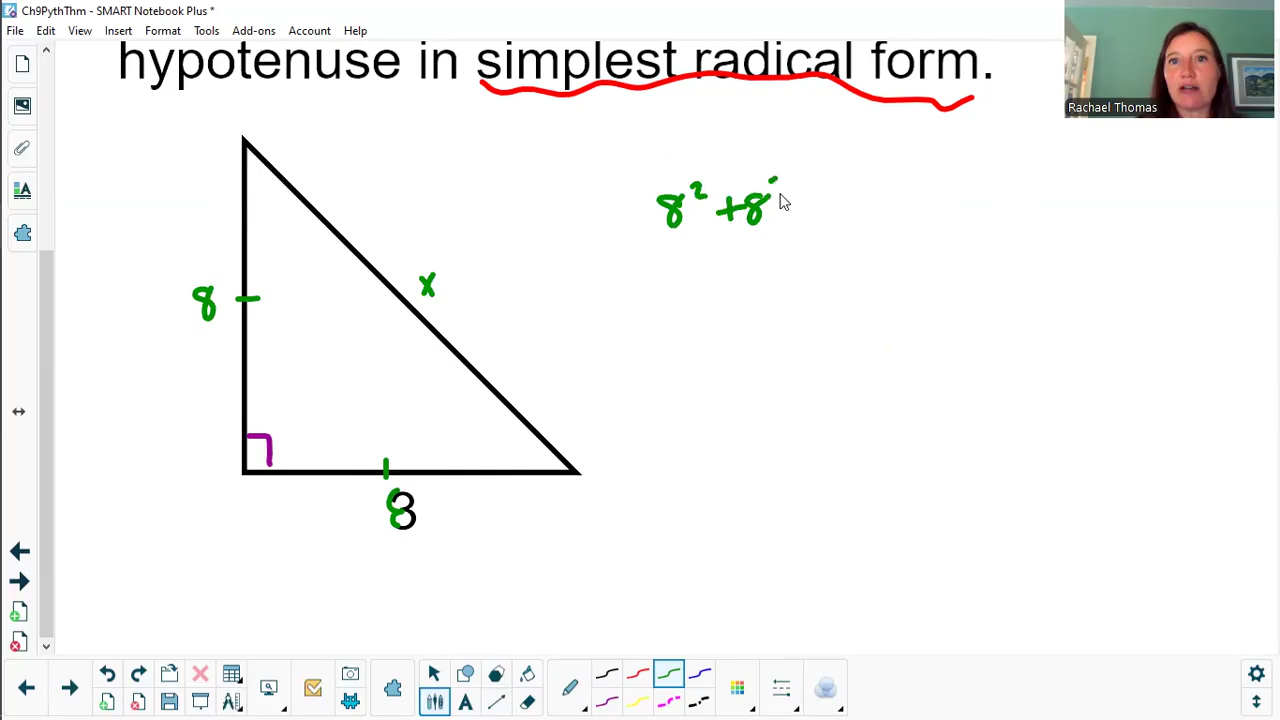 Ch9PythThm - SMART Notebook Plus *
File Edit View Insert Format Tools Add-ons Account Help
hypotenuse in simplest radical form.
Rachael Thomas
8² + 8
x
8
8